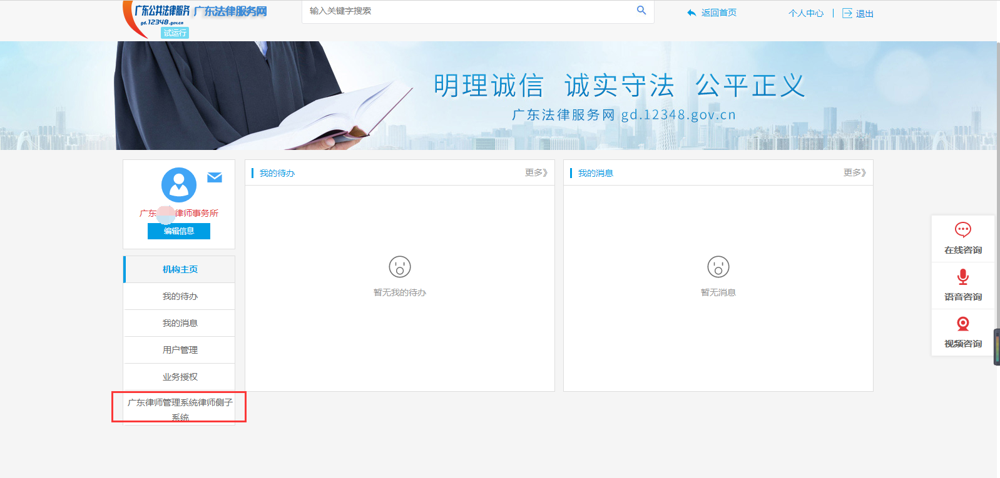 广东公共法律服务 广东法律服务网
gd.12348.gov.cn
试运行
输入关键字搜索
返回首页
个人中心 | 退出
明理诚信 诚实守法 公平正义
广东法律服务网 gd.12348.gov.cn
广东 律师事务所
编辑信息
机构主页
我的待办
我的消息
用户管理
业务授权
广东律师管理系统律师侧子
系统
我的待办 更多》
暂无我的待办
我的消息 更多》
暂无消息
在线咨询
语音咨询
视频咨询